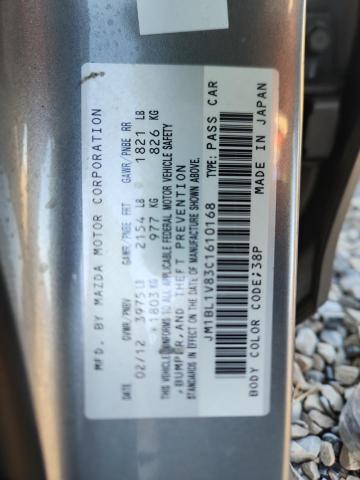 MFD. BY MAZDA MOTOR CORPORATION
DATE GVWR/PNBV GAWR/PNBE FRT GAWR/PNBE RR
02/12 3975 LB 2154 LB 1821 LB
1803 KG 977 KG 826 KG
THIS VEHICLE CONFORMS TO ALL APPLICABLE FEDERAL MOTOR VEHICLE SAFETY
, BUMPER, AND THEFT PREVENTION
STANDARDS IN EFFECT ON THE DATE OF MANUFACTURE SHOWN ABOVE.
JM1BL1V83C1610168 TYPE: PASS CAR
BODY COLOR CODE:38P MADE IN JAPAN